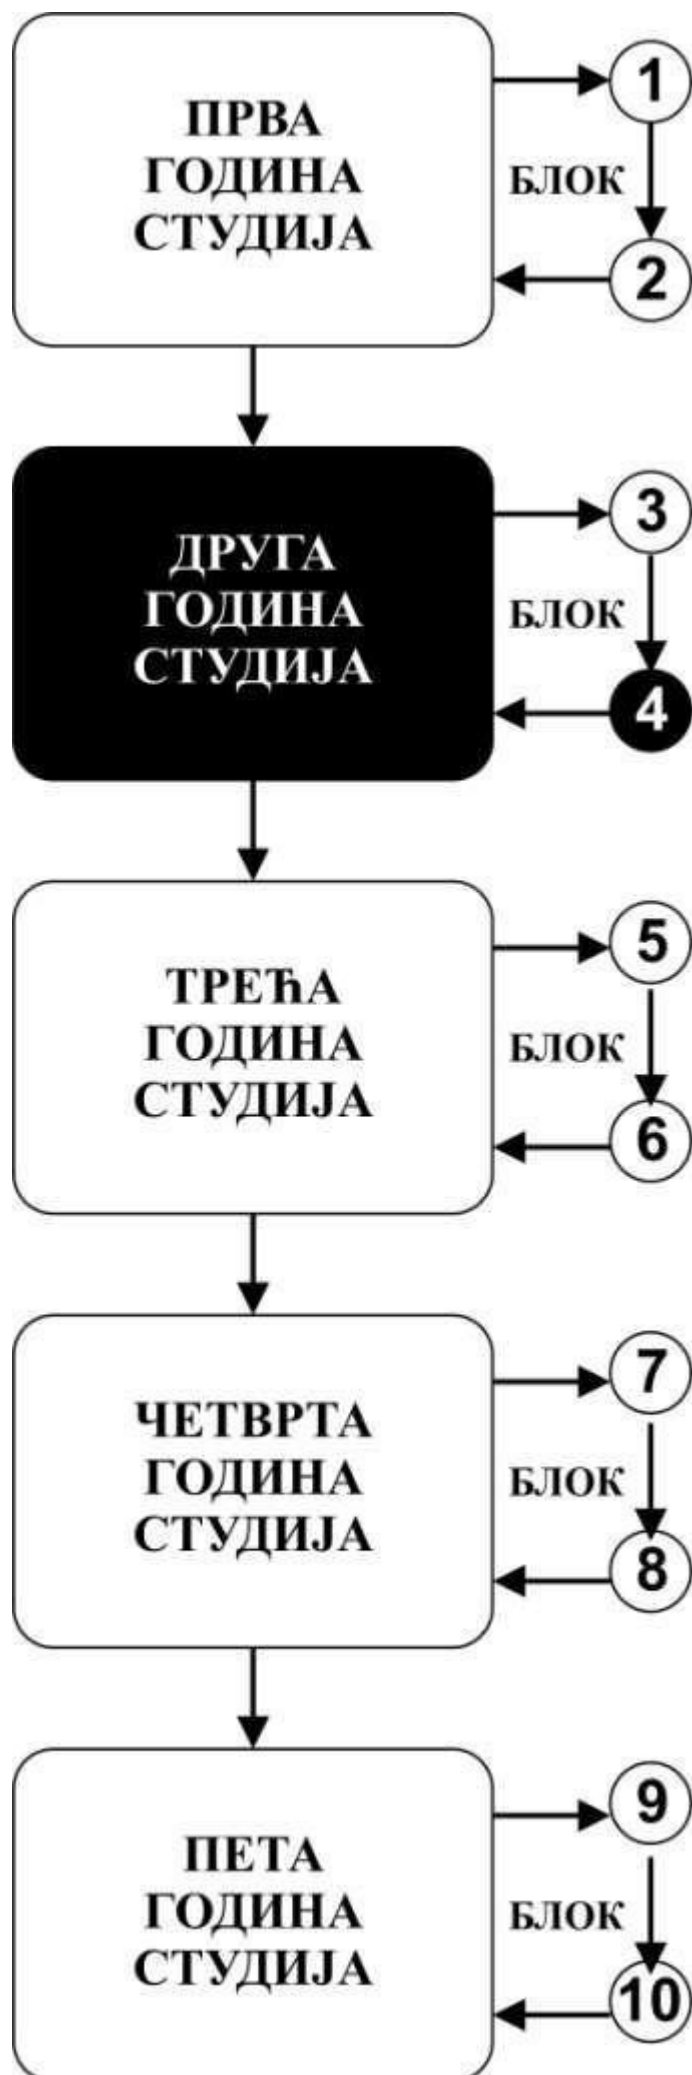 ПРВА
ГОДИНА
СТУДИЈА
1
БЛОК
2
ДРУГА
ГОДИНА
СТУДИЈА
3
БЛОК
4
ТРЕЋА
ГОДИНА
СТУДИЈА
5
БЛОК
6
ЧЕТВРТА
ГОДИНА
СТУДИЈА
7
БЛОК
8
ПЕТА
ГОДИНА
СТУДИЈА
9
БЛОК
10